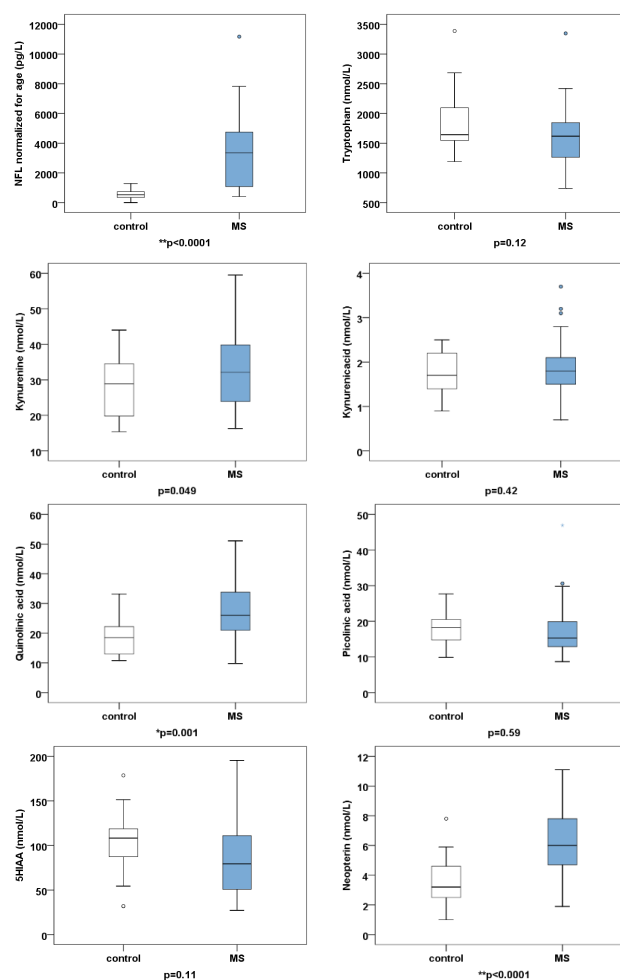 NFL normalized for age (pg/L)
12000
10000
8000
6000
4000
2000
0
control MS
**p<0.0001
Tryptophan (nmol/L)
3500
3000
2500
2000
1500
1000
500
control MS
p=0.12
Kynurenine (nmol/L)
60
50
40
30
20
10
control MS
p=0.049
Kynurenicacid (nmol/L)
4
3
2
1
0
control MS
p=0.42
Quinolinic acid (nmol/L)
60
50
40
30
20
10
0
control MS
*p=0.001
Picolinic acid (nmol/L)
50
40
30
20
10
0
control MS
p=0.59
5HIAA (nmol/L)
200
150
100
50
0
control MS
p=0.11
Neopterin (nmol/L)
12
10
8
6
4
2
0
control MS
**p<0.0001